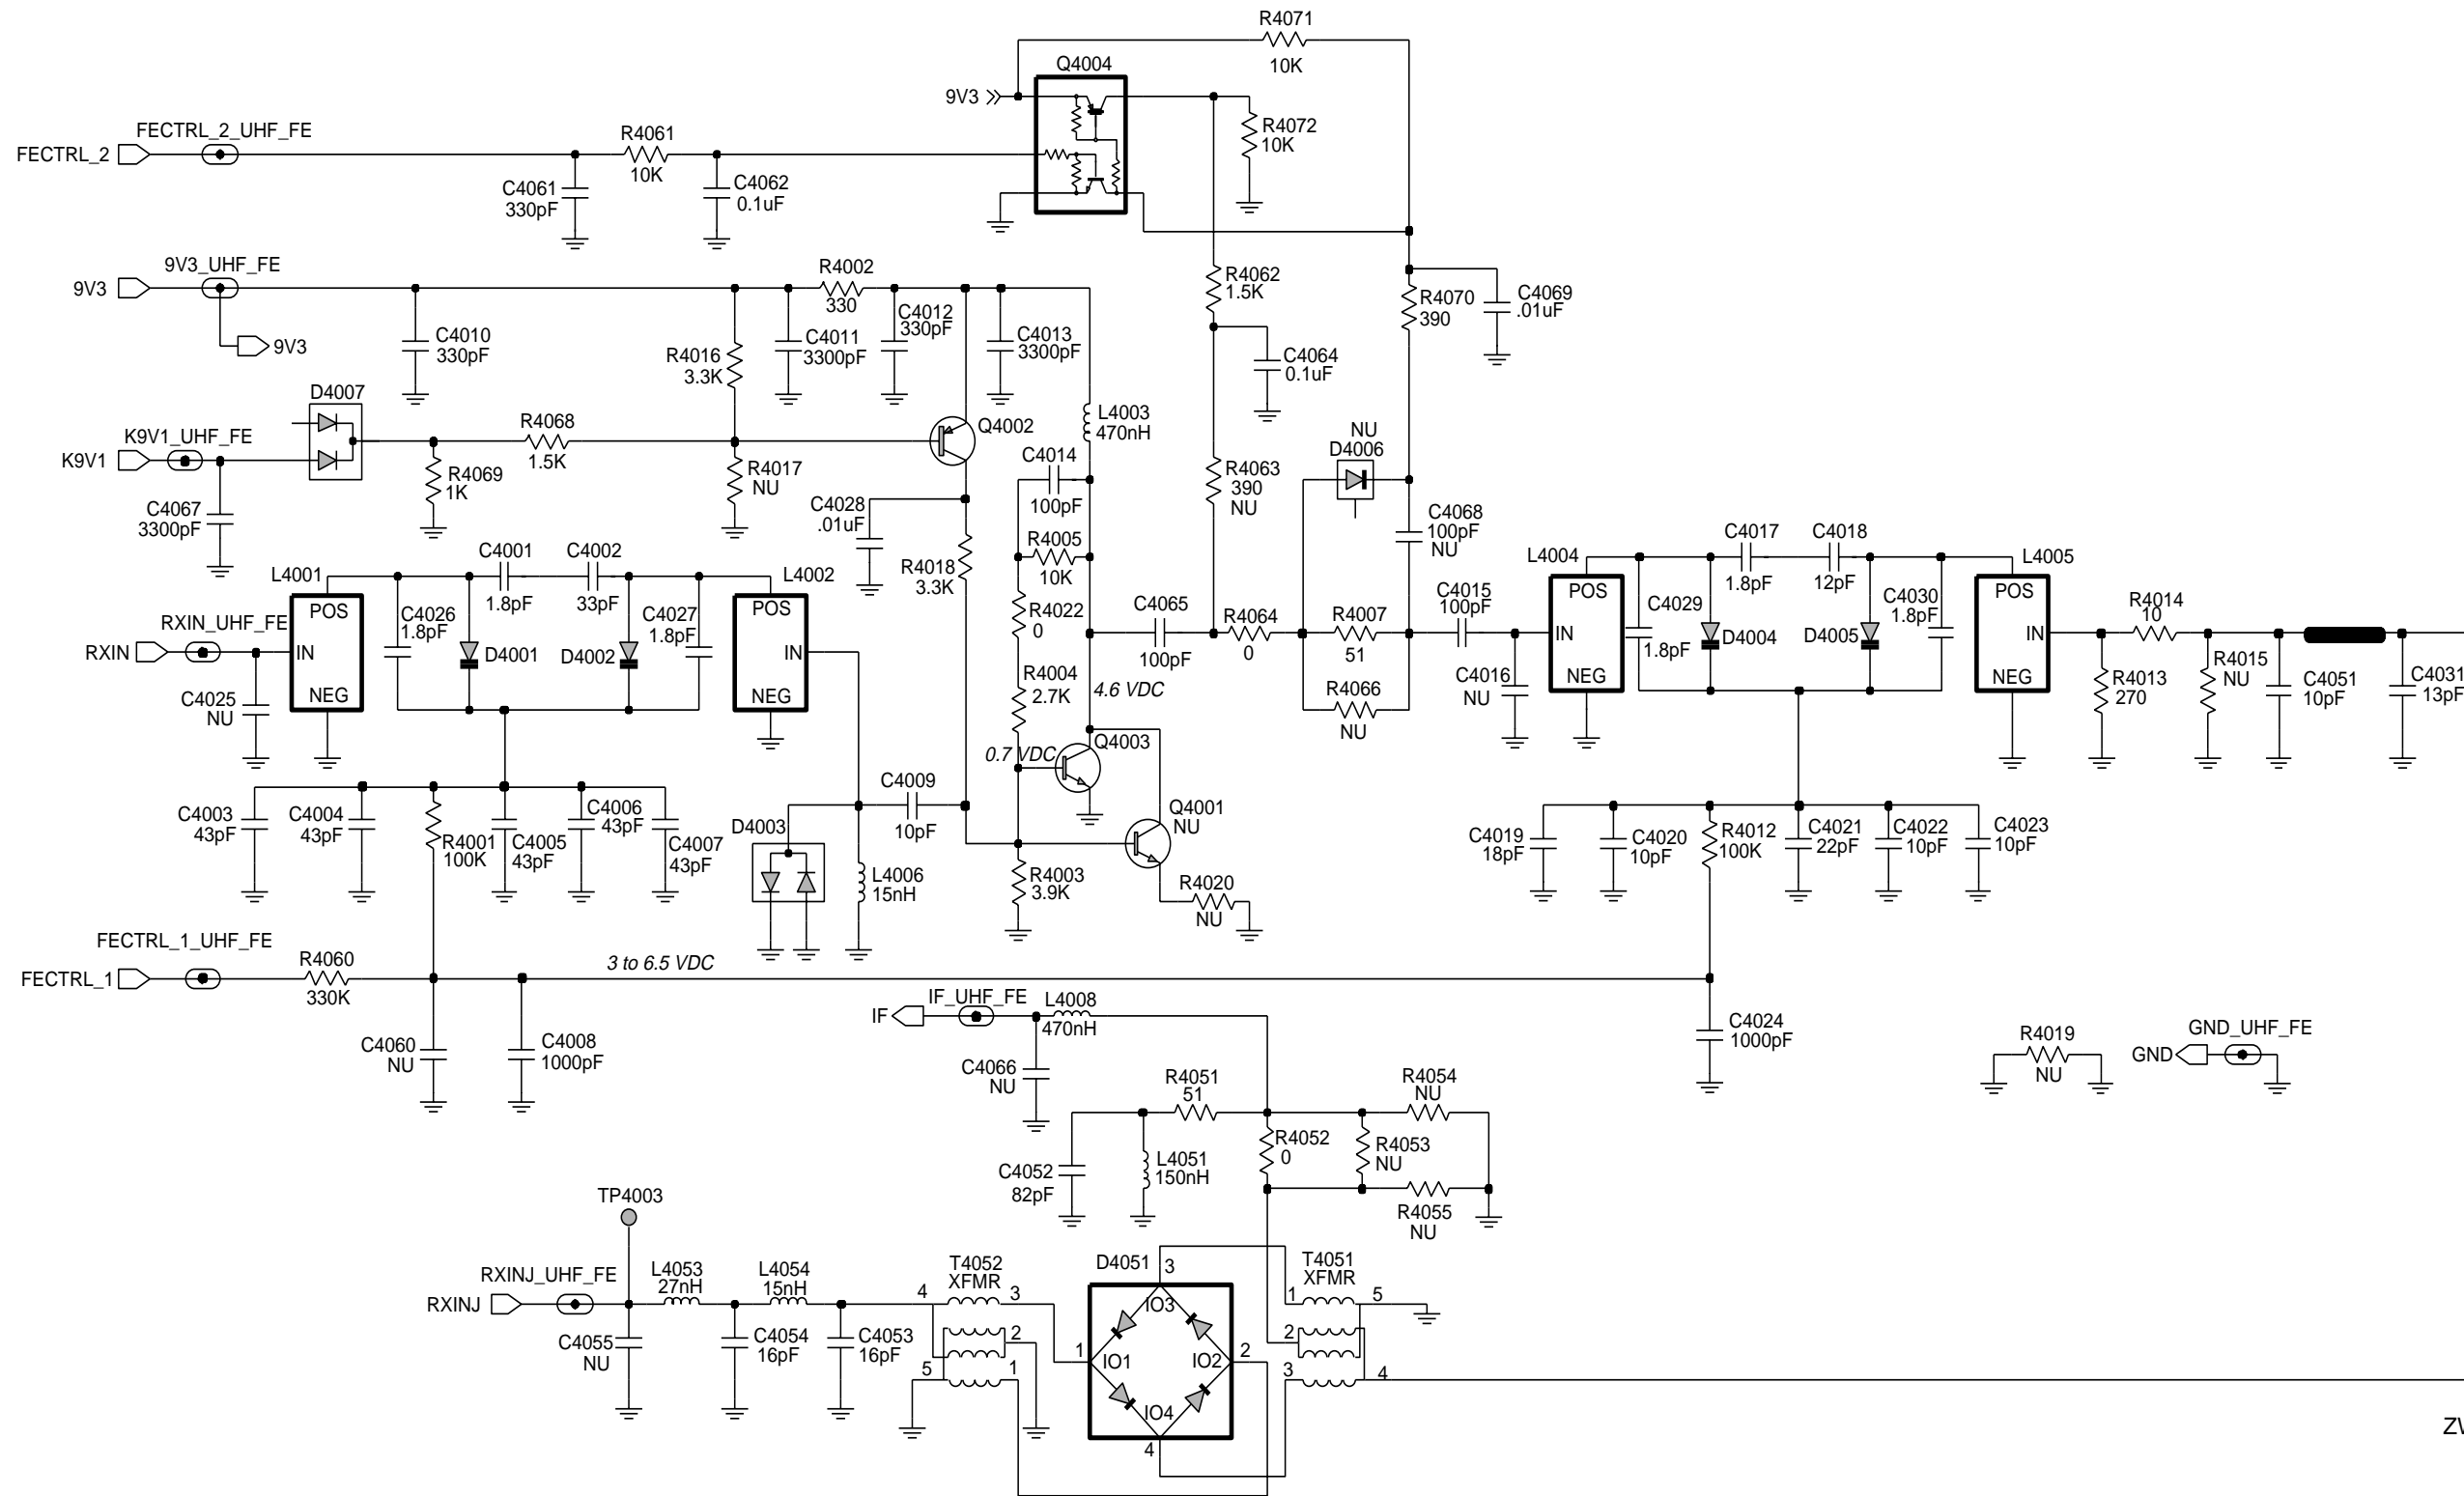 R4071
10K
Q4004
9V3
R4072
10K
FECTRL_2_UHF_FE
FECTRL_2
R4061
10K
C4061
330pF
C4062
0.1uF
9V3_UHF_FE
9V3
9V3
R4002
330
C4010
330pF
R4016
3.3K
C4011
3300pF
C4012
330pF
C4013
3300pF
R4062
1.5K
R4070
390
C4069
.01uF
C4064
0.1uF
D4007
K9V1_UHF_FE
K9V1
C4067
3300pF
R4069
1K
R4068
1.5K
R4017
NU
Q4002
L4003
470nH
C4014
100pF
C4028
.01uF
R4018
3.3K
R4005
10K
R4022
0
R4004
2.7K
R4063
390
NU
NU
D4006
C4068
100pF
NU
L4001
POS
IN
NEG
C4001
1.8pF
C4002
33pF
C4026
1.8pF
D4001
D4002
C4027
1.8pF
L4002
POS
IN
NEG
RXIN_UHF_FE
RXIN
C4025
NU
C4065
100pF
R4064
0
R4007
51
R4066
NU
C4015
100pF
C4016
NU
L4004
POS
IN
NEG
C4017
1.8pF
C4018
12pF
C4029
1.8pF
D4004
D4005
C4030
1.8pF
L4005
POS
IN
NEG
R4014
10
R4013
270
R4015
NU
C4051
10pF
C4031
13pF
4.6 VDC
0.7 VDC
Q4003
Q4001
NU
R4003
3.9K
R4020
NU
C4003
43pF
C4004
43pF
R4001
100K
C4005
43pF
C4006
43pF
C4007
43pF
D4003
C4009
10pF
L4006
15nH
C4019
18pF
C4020
10pF
R4012
100K
C4021
22pF
C4022
10pF
C4023
10pF
FECTRL_1_UHF_FE
FECTRL_1
R4060
330K
3 to 6.5 VDC
C4060
NU
C4008
1000pF
C4024
1000pF
R4019
NU
GND_UHF_FE
GND
IF_UHF_FE
IF
L4008
470nH
C4066
NU
R4051
51
R4054
NU
R4052
0
R4053
NU
C4052
82pF
L4051
150nH
R4055
NU
TP4003
RXINJ_UHF_FE
RXINJ
L4053
27nH
L4054
15nH
C4055
NU
C4054
16pF
C4053
16pF
T4052
XFMR
4
3
2
5
1
D4051
3
IO3
1
IO1
IO2
2
IO4
4
T4051
XFMR
1
5
2
3
4